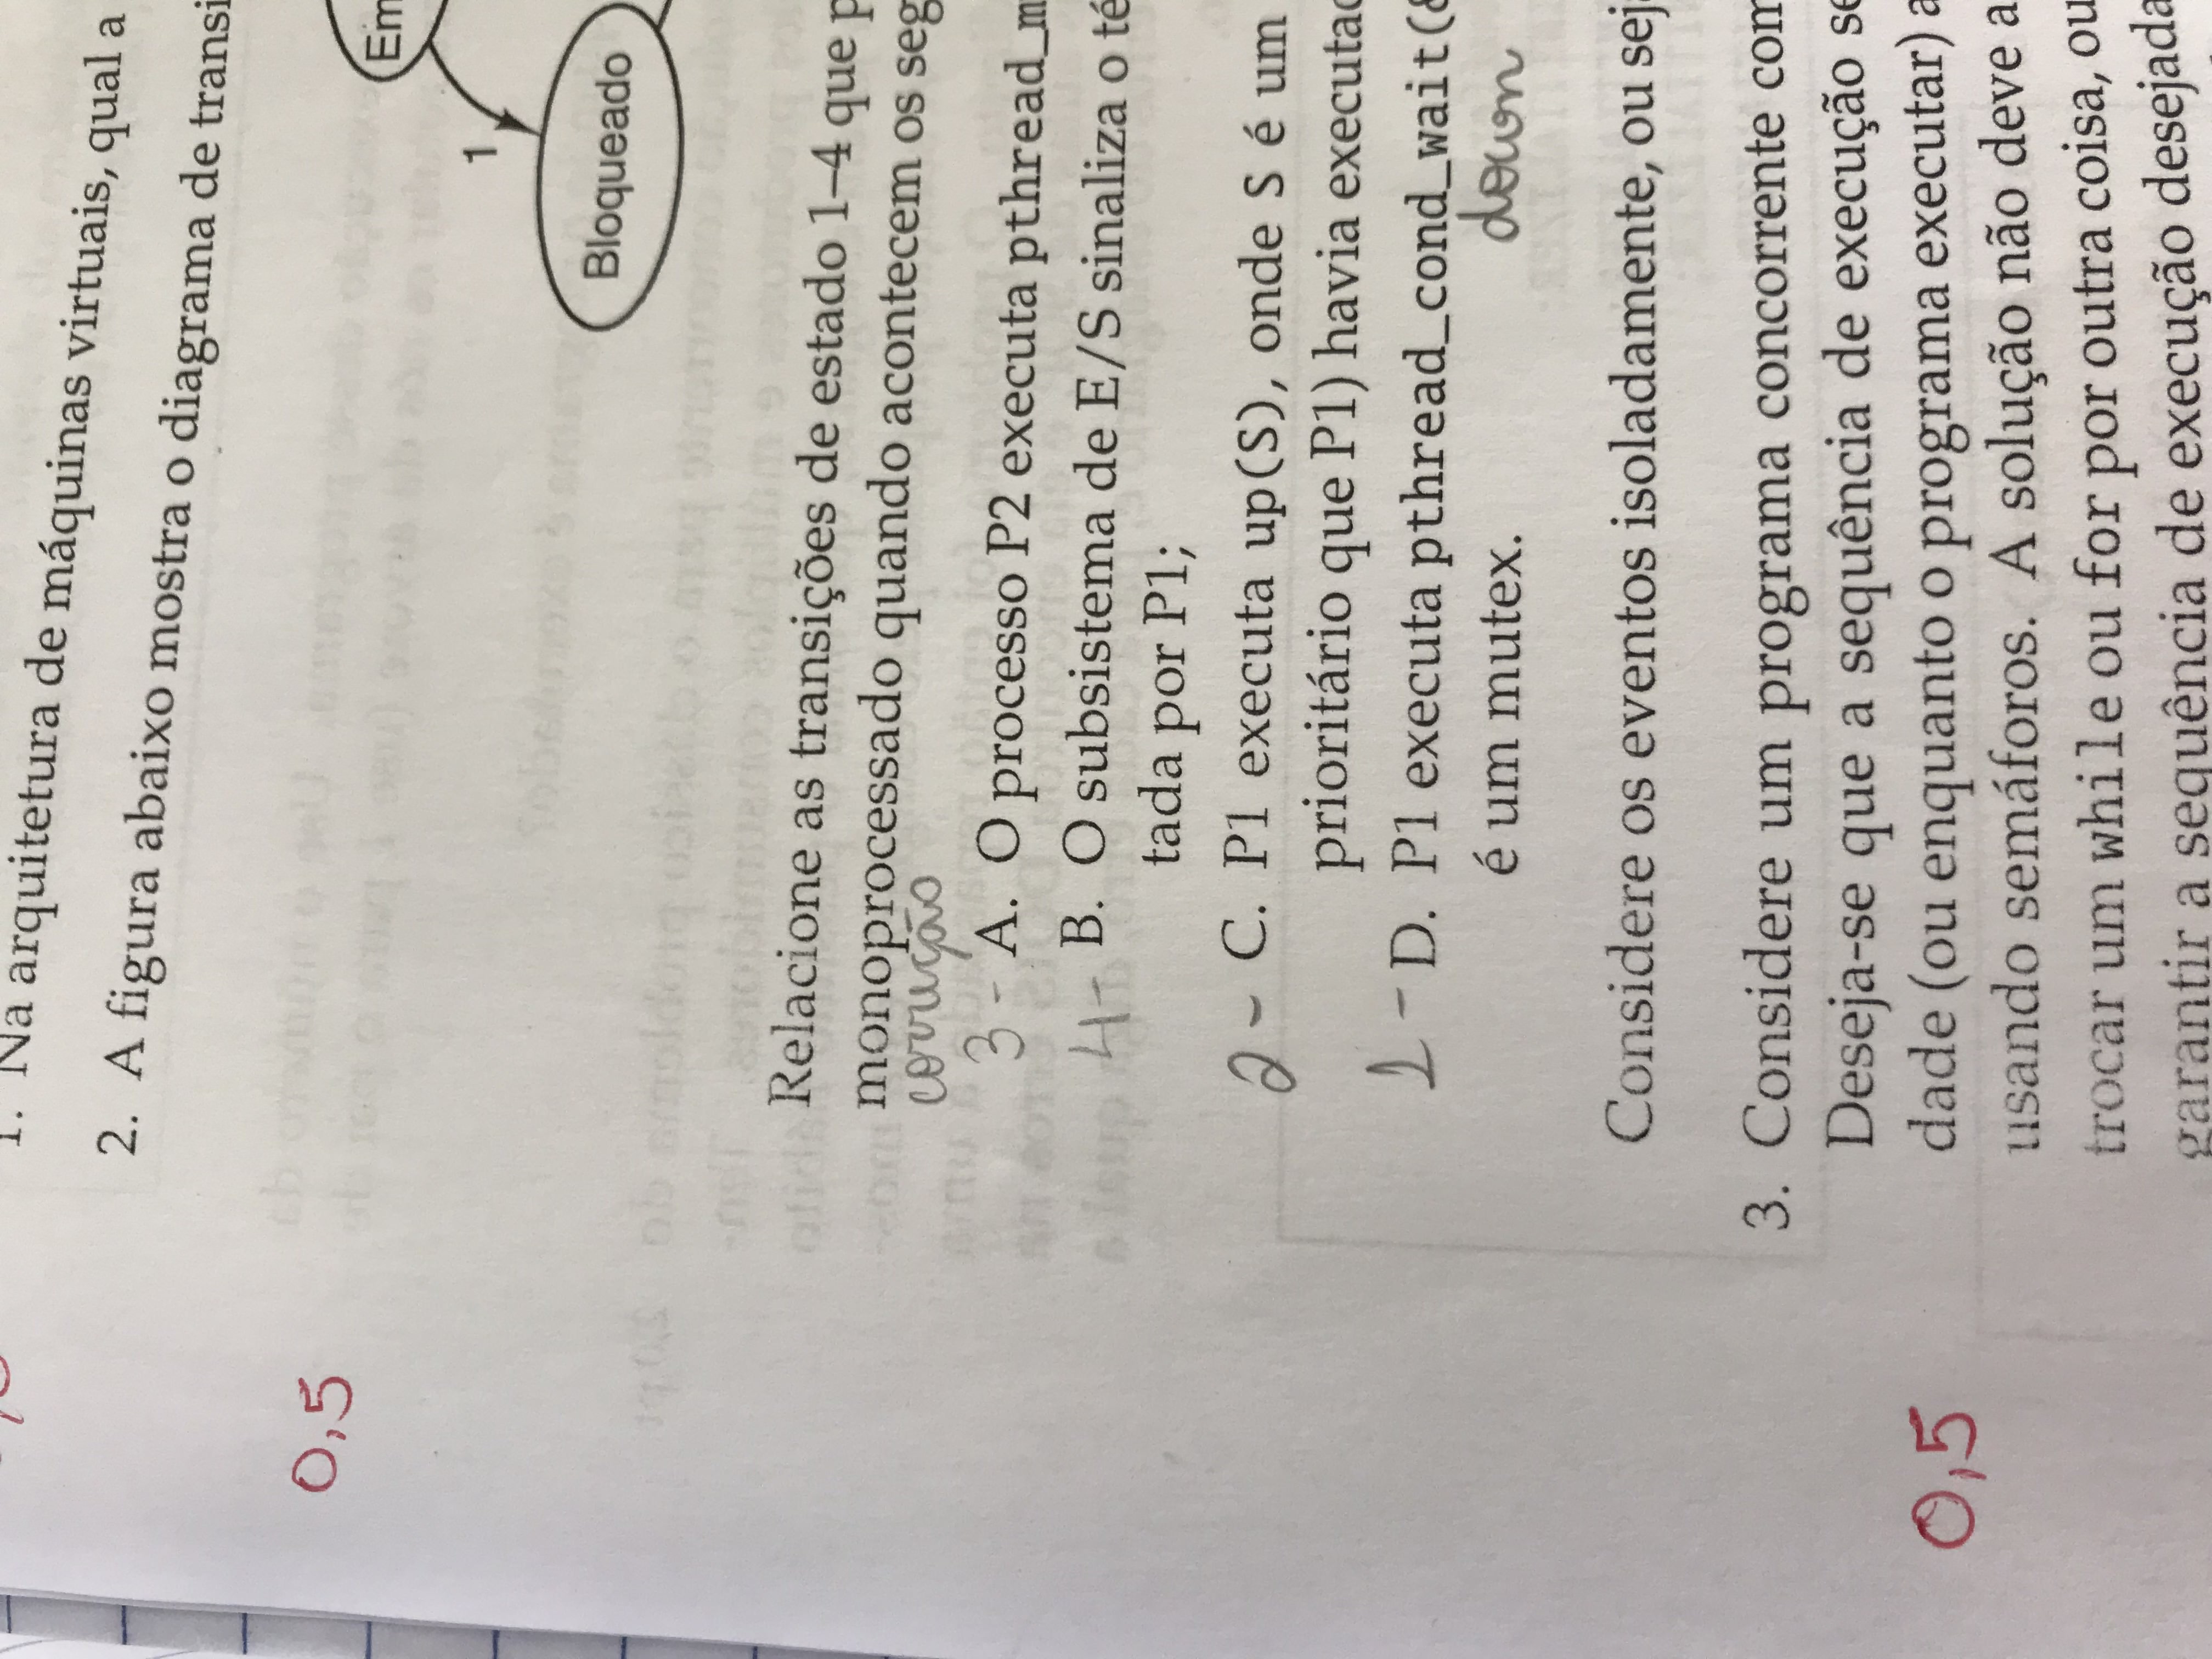 1. Na arquitetura de máquinas virtuais, qual a
2. A figura abaixo mostra o diagrama de transi
0,5
Em
1
Bloqueado
Relacione as transições de estado 1–4 que p
monoprocessado quando acontecem os seg
correção
3 - A. O processo P2 executa pthread_m
4 - B. O subsistema de E/S sinaliza o té
tada por P1;
2 - C. P1 executa up(S), onde S é um
prioritário que P1) havia executad
1 - D. P1 executa pthread_cond_wait(&
é um mutex.
down
Considere os eventos isoladamente, ou sej
3. Considere um programa concorrente com
Deseja-se que a sequência de execução se
0,5
dade (ou enquanto o programa executar) a
usando semáforos. A solução não deve a
trocar um while ou for por outra coisa, ou
garantir a sequência de execução desejada